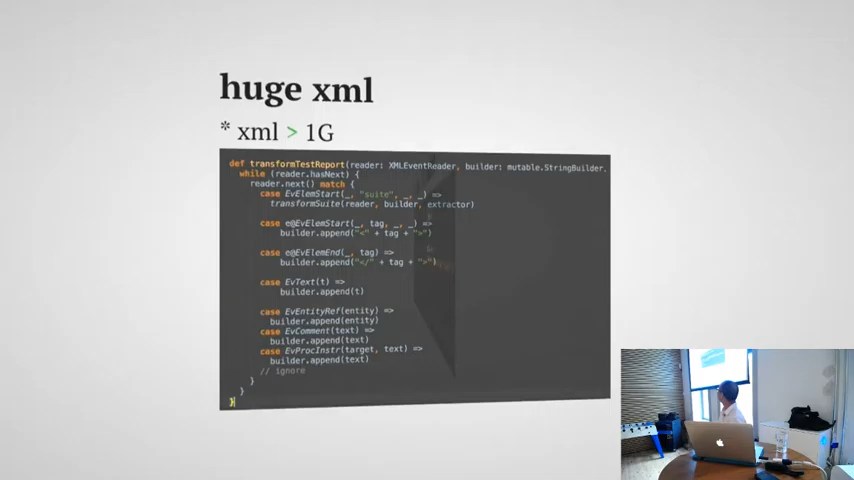 huge xml
* xml > 1G
def transformTestReport(reader: XMLEventReader, builder: mutable.StringBuilder,
while (reader.hasNext) {
reader.next() match {
case EvElemStart(_, "suite", _, _) =>
transformSuite(reader, builder, extractor)
case e@EvElemStart(_, tag, _, _) =>
builder.append("<" + tag + ">")
case e@EvElemEnd(_, tag) =>
builder.append("</" + tag + ">")
case EvText(t) =>
builder.append(t)
case EvEntityRef(entity) =>
builder.append(entity)
case EvComment(text) =>
builder.append(text)
case EvProcInstr(target, text) =>
builder.append(text)
// ignore
}
}
}